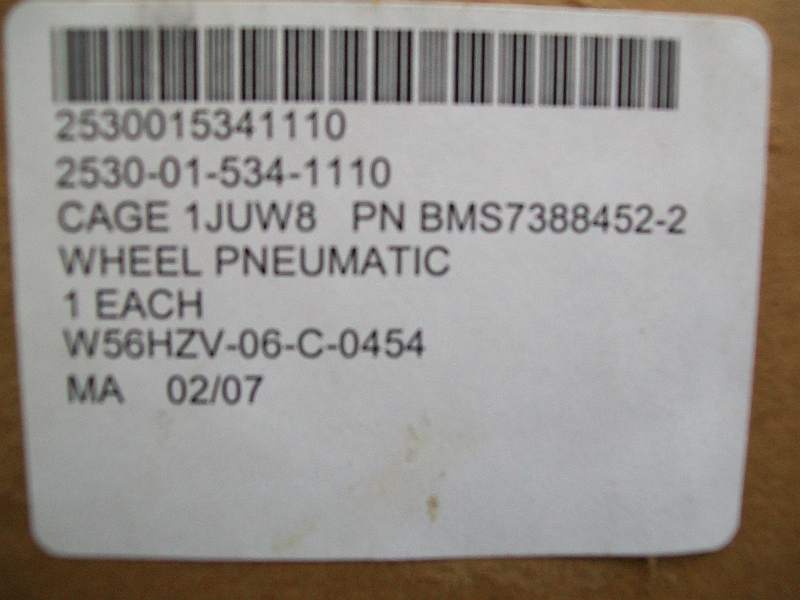 2530015341110
2530-01-534-1110
CAGE 1JUW8 PN BMS7388452-2
WHEEL PNEUMATIC
1 EACH
W56HZV-06-C-0454
MA 02/07